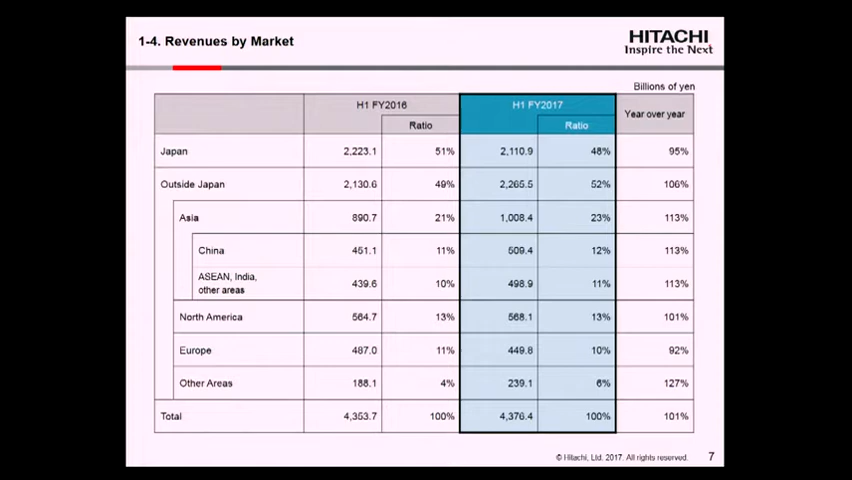 1-4. Revenues by Market
HITACHI
Inspire the Next
Billions of yen
H1 FY2016 H1 FY2017 Year over year
Ratio Ratio
Japan 2,223.1 51% 2,110.9 48% 95%
Outside Japan 2,130.6 49% 2,265.5 52% 106%
Asia 890.7 21% 1,008.4 23% 113%
China 451.1 11% 509.4 12% 113%
ASEAN, India,
other areas 439.6 10% 498.9 11% 113%
North America 564.7 13% 568.1 13% 101%
Europe 487.0 11% 449.8 10% 92%
Other Areas 188.1 4% 239.1 6% 127%
Total 4,353.7 100% 4,376.4 100% 101%
© Hitachi, Ltd. 2017. All rights reserved. 7